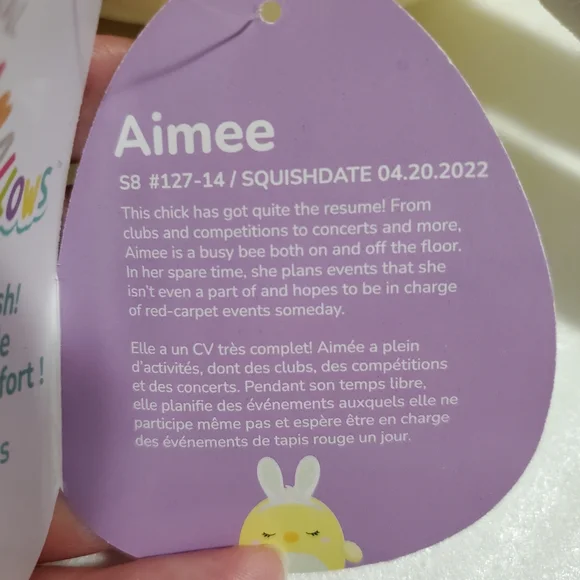 Aimee
S8 #127-14 / SQUISHDATE 04.20.2022
This chick has got quite the resume! From
clubs and competitions to concerts and more,
Aimee is a busy bee both on and off the floor.
In her spare time, she plans events that she
isn't even a part of and hopes to be in charge
of red-carpet events someday.
Elle a un CV très complet! Aimée a plein
d'activités, dont des clubs, des compétitions
et des concerts. Pendant son temps libre,
elle planifie des événements auxquels elle ne
participe même pas et espère être en charge
des événements de tapis rouge un jour.